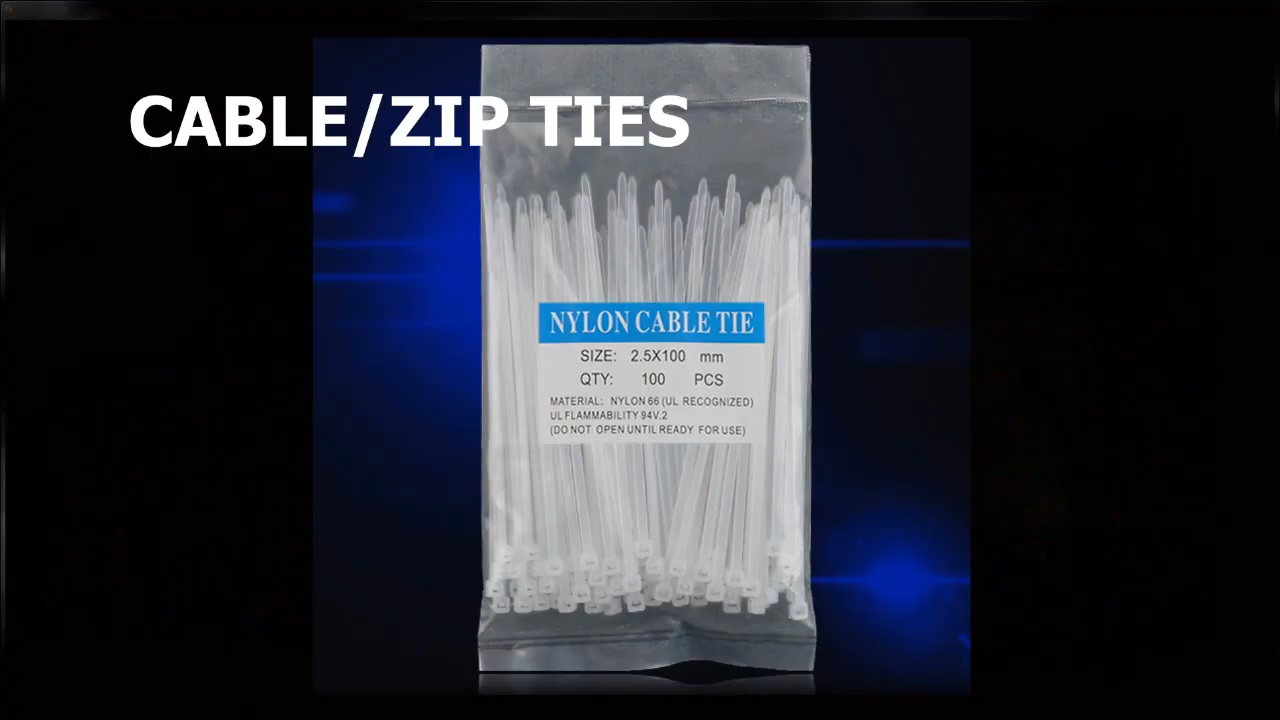 CABLE/ZIP TIES
NYLON CABLE TIE
SIZE: 2.5X100 mm
QTY: 100 PCS
MATERIAL: NYLON 66 (UL RECOGNIZED)
UL FLAMMABILITY 94V.2
(DO NOT OPEN UNTIL READY FOR USE)